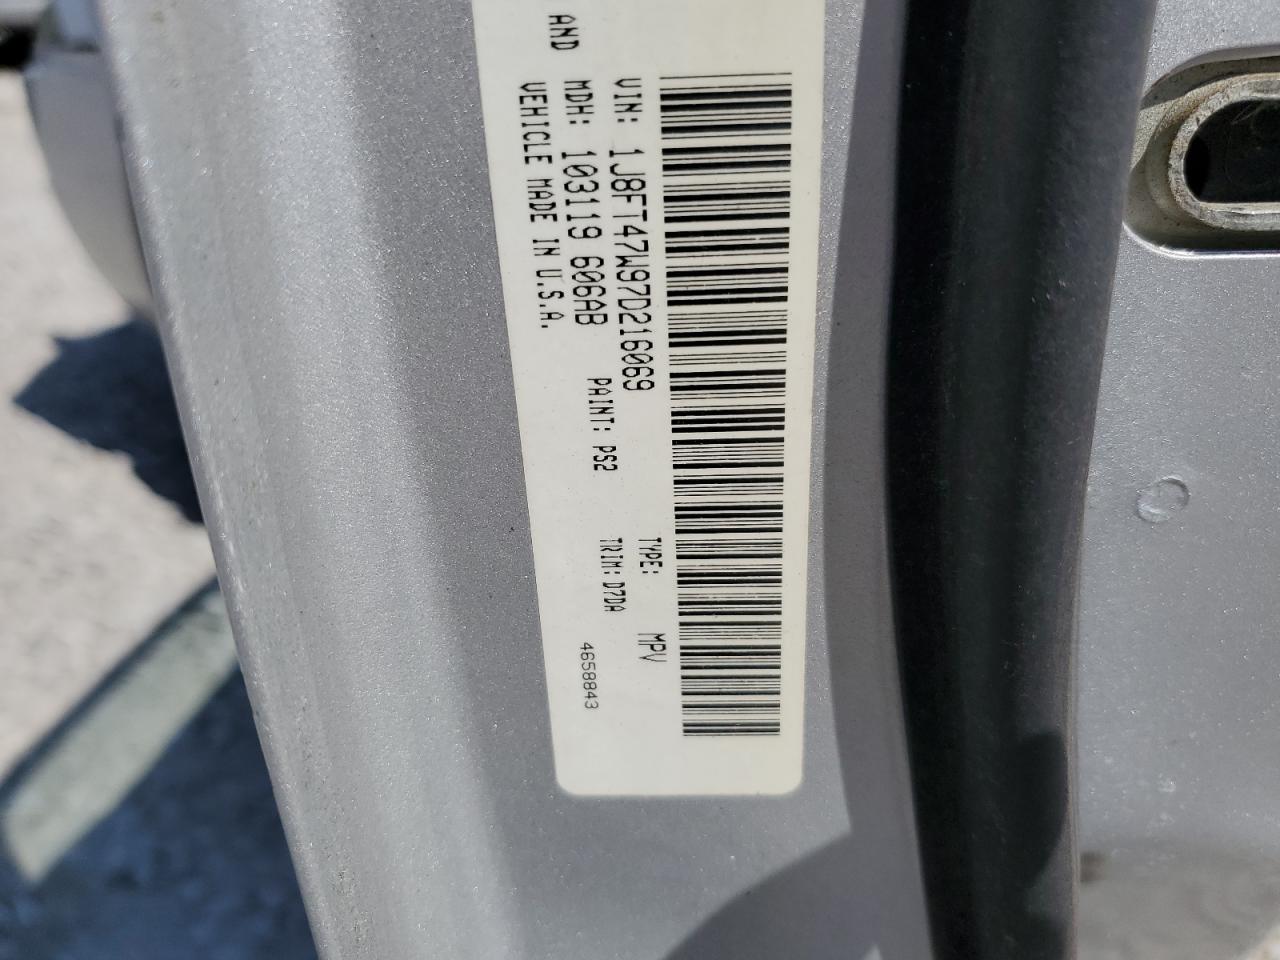 VIN: 1J8FT47W97D216069
TYPE: MPV
MDH: 103119 606AB
PAINT: PS2
TRIM: D7DA
AND
VEHICLE MADE IN U.S.A.
4658843